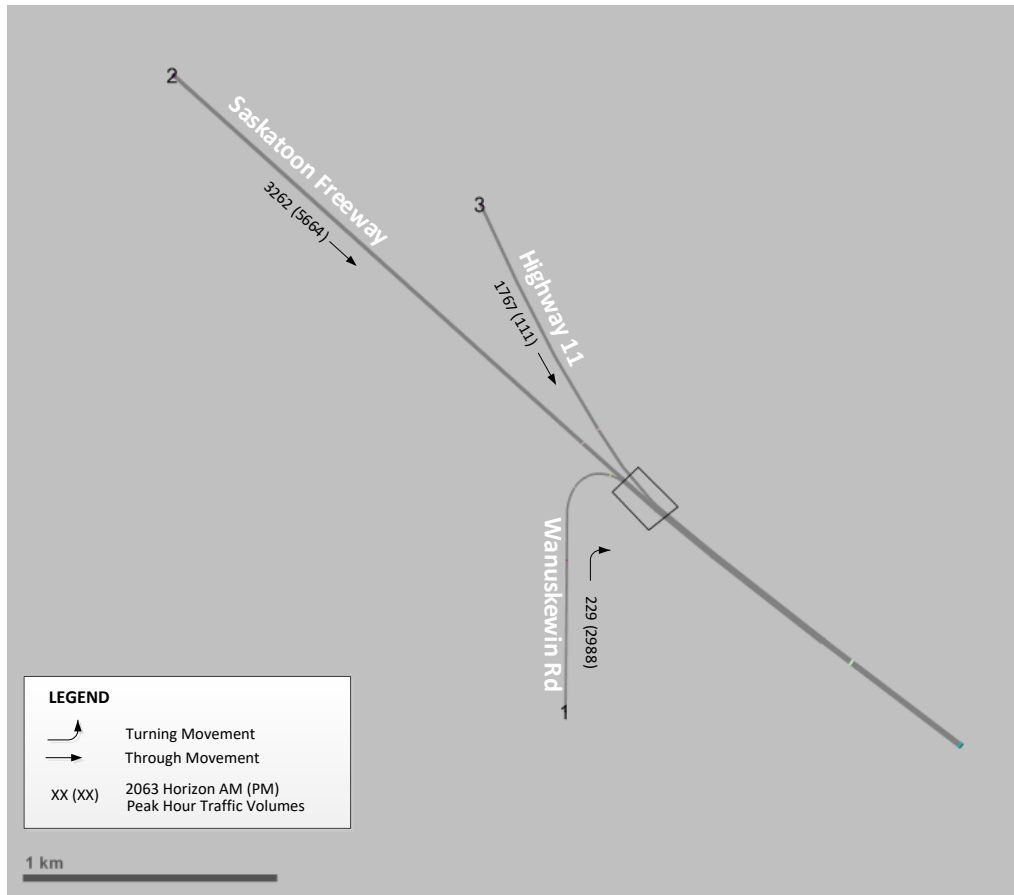 2
Saskatoon Freeway
3262 (5664)
3
Highway 11
1767 (111)
Wanuskewin Rd
229 (2988)
1
LEGEND
Turning Movement
Through Movement
XX (XX)
2063 Horizon AM (PM)
Peak Hour Traffic Volumes
1 km